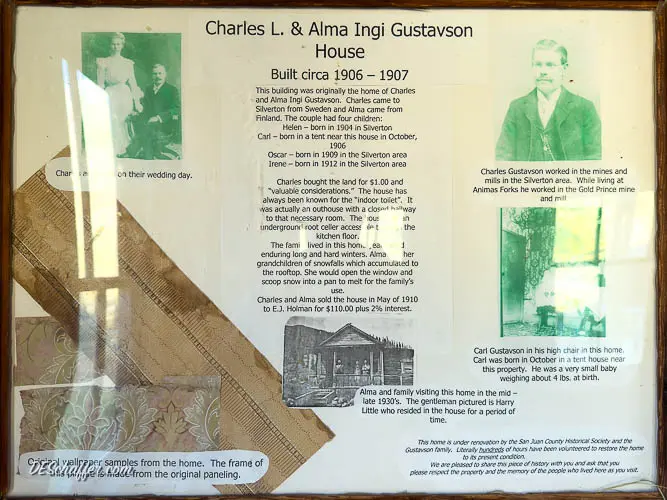 Charles L. & Alma Ingi Gustavson
House
Built circa 1906 – 1907
This building was originally the home of Charles
and Alma Ingi Gustavson. Charles came to
Silverton from Sweden and Alma came from
Finland. The couple had four children:
Helen – born in 1904 in Silverton
Carl – born in a tent near this house in October,
1906
Oscar – born in 1909 in the Silverton area
Irene – born in 1912 in the Silverton area
Charles bought the land for $1.00 and
"valuable considerations." The house has
always been known for the "indoor toilet". It
was actually an outhouse with a closed hallway
to that necessary room. The
underground root celler the
kitchen floor.
The family lived in this home
enduring long and hard winters. Alma her
grandchildren of snowfalls which accumulated to
the rooftop. She would open the window and
scoop snow into a pan to melt for the family's
use.
Charles and Alma sold the house in May of 1910
to E.J. Holman for $110.00 plus 2% interest.
Charles on their wedding day.
Charles Gustavson worked in the mines and
mills in the Silverton area. While living at
Animas Forks he worked in the Gold Prince mine
and mill
Carl Gustavson in his high chair in this home.
Carl was born in October in a tent house near
this property. He was a very small baby
weighing about 4 lbs. at birth.
Alma and family visiting this home in the mid –
late 1930's. The gentleman pictured is Harry
Little who resided in the house for a period of
time.
Original wallpaper samples from the home. The frame of
this is made from the original paneling.
This home is under renovation by the San Juan County Historical Society and the
Gustavson family. Literally hundreds of hours have been volunteered to restore the home
to its present condition.
We are pleased to share this piece of history with you and ask that you
please respect the property and the memory of the people who lived here as you visit.